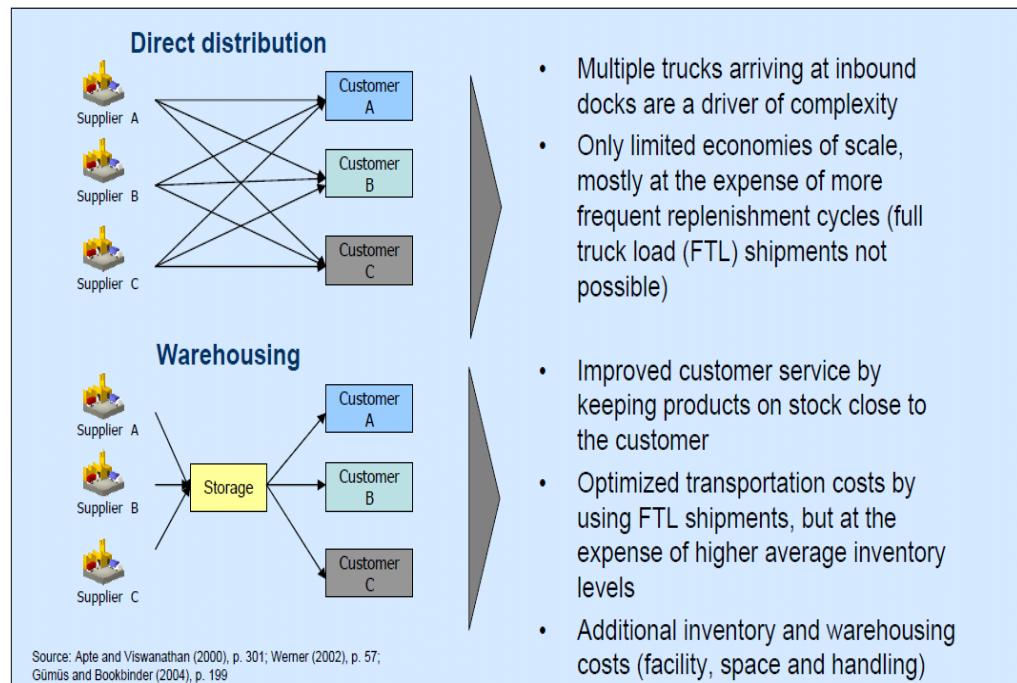 Direct distribution
Supplier A
Supplier B
Supplier C
Customer
A
Customer
B
Customer
C
• Multiple trucks arriving at inbound
docks are a driver of complexity
• Only limited economies of scale,
mostly at the expense of more
frequent replenishment cycles (full
truck load (FTL) shipments not
possible)
Warehousing
Supplier A
Supplier B
Supplier C
Storage
Customer
A
Customer
B
Customer
C
• Improved customer service by
keeping products on stock close to
the customer
• Optimized transportation costs by
using FTL shipments, but at the
expense of higher average inventory
levels
• Additional inventory and warehousing
costs (facility, space and handling)
Source: Apte and Viswanathan (2000), p. 301; Werner (2002), p. 57;
Gümüs and Bookbinder (2004), p. 199